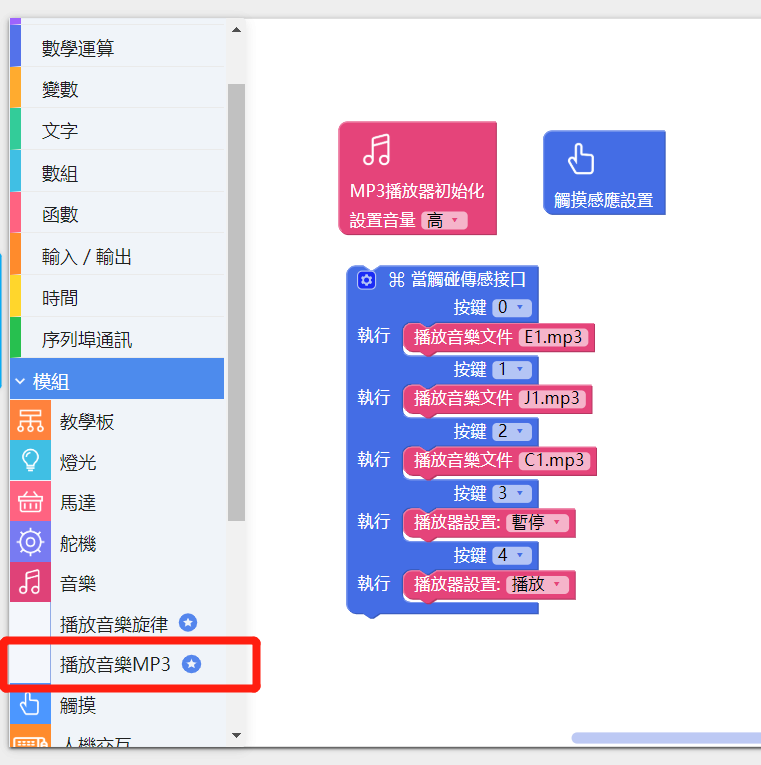 數學運算
變數
文字
數組
函數
輸入 / 輸出
時間
序列埠通訊
模組
教學板
燈光
馬達
舵機
音樂
播放音樂旋律
播放音樂MP3
觸摸
人機交互
MP3播放器初始化
設置音量 高
觸摸感應設置
當觸碰傳感接口
按鍵 0
執行 播放音樂文件 E1.mp3
按鍵 1
執行 播放音樂文件 J1.mp3
按鍵 2
執行 播放音樂文件 C1.mp3
按鍵 3
執行 播放器設置: 暫停
按鍵 4
執行 播放器設置: 播放